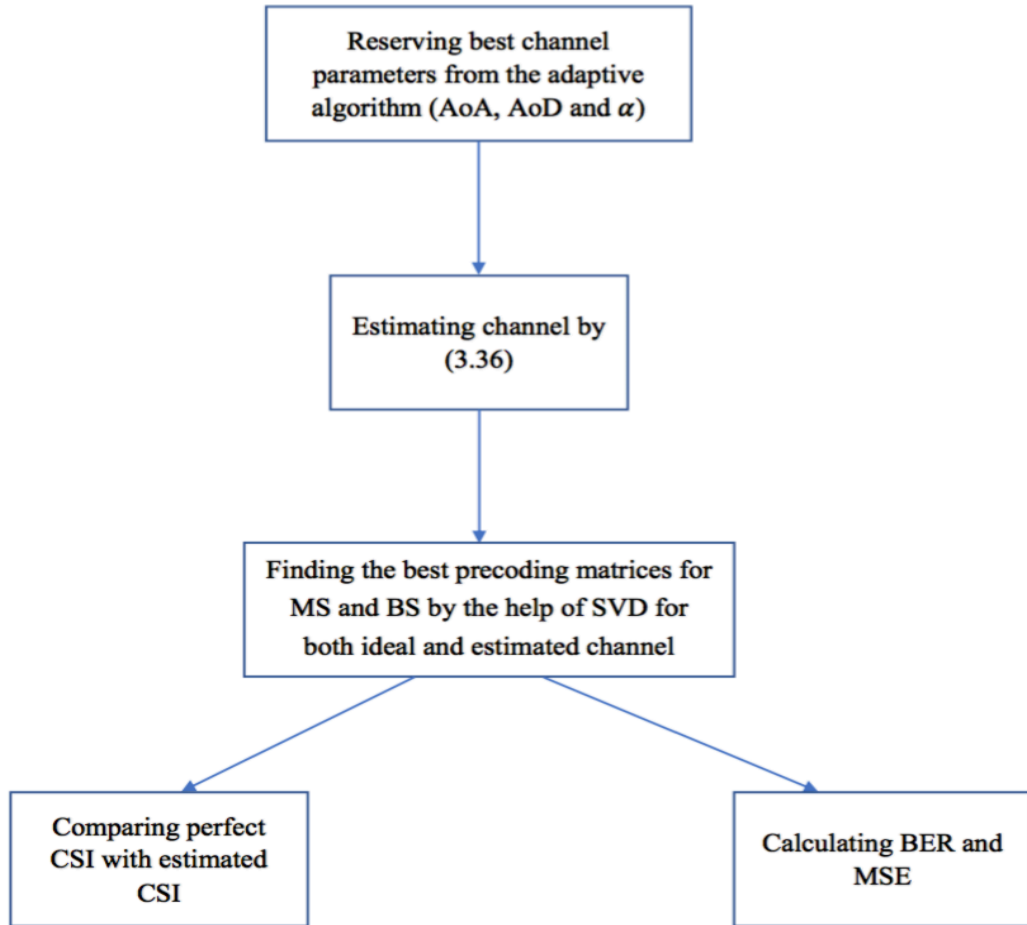 Reserving best channel
parameters from the adaptive
algorithm (AoA, AoD and α)
Estimating channel by
(3.36)
Finding the best precoding matrices for
MS and BS by the help of SVD for
both ideal and estimated channel
Comparing perfect
CSI with estimated
CSI
Calculating BER and
MSE